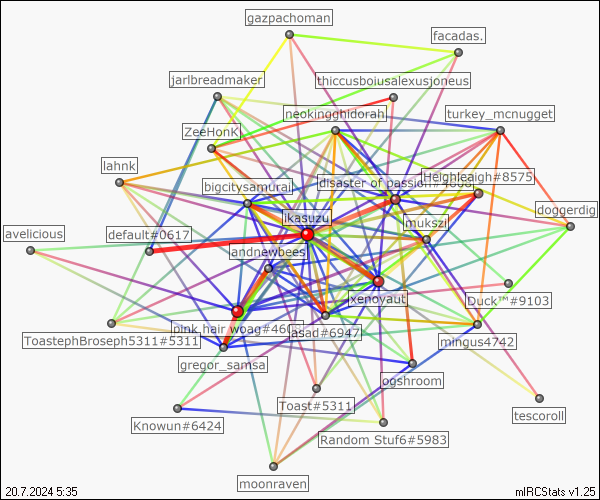 gazpachoman
facadas.
jarlbreadmaker
thiccusboiusalexusjoneus
neokingghidorah
turkey_mcnugget
ZeeHonK
lahnk
heighleaigh#8575
disaster of passion#4668
bigcitysamurai
ikasuzu
mukszi
doggerdig
avelicious
default#0617
andnewbees
xenoyaut
Duck™#9103
pink hair woag#4668
asad#6947
ToastephBroseph5311#5311
mingus4742
gregor_samsa
ogshroom
Toast#5311
tescoroll
Knowun#6424
Random Stuf6#5983
moonraven
20.7.2024 5:35
mIRCStats v1.25